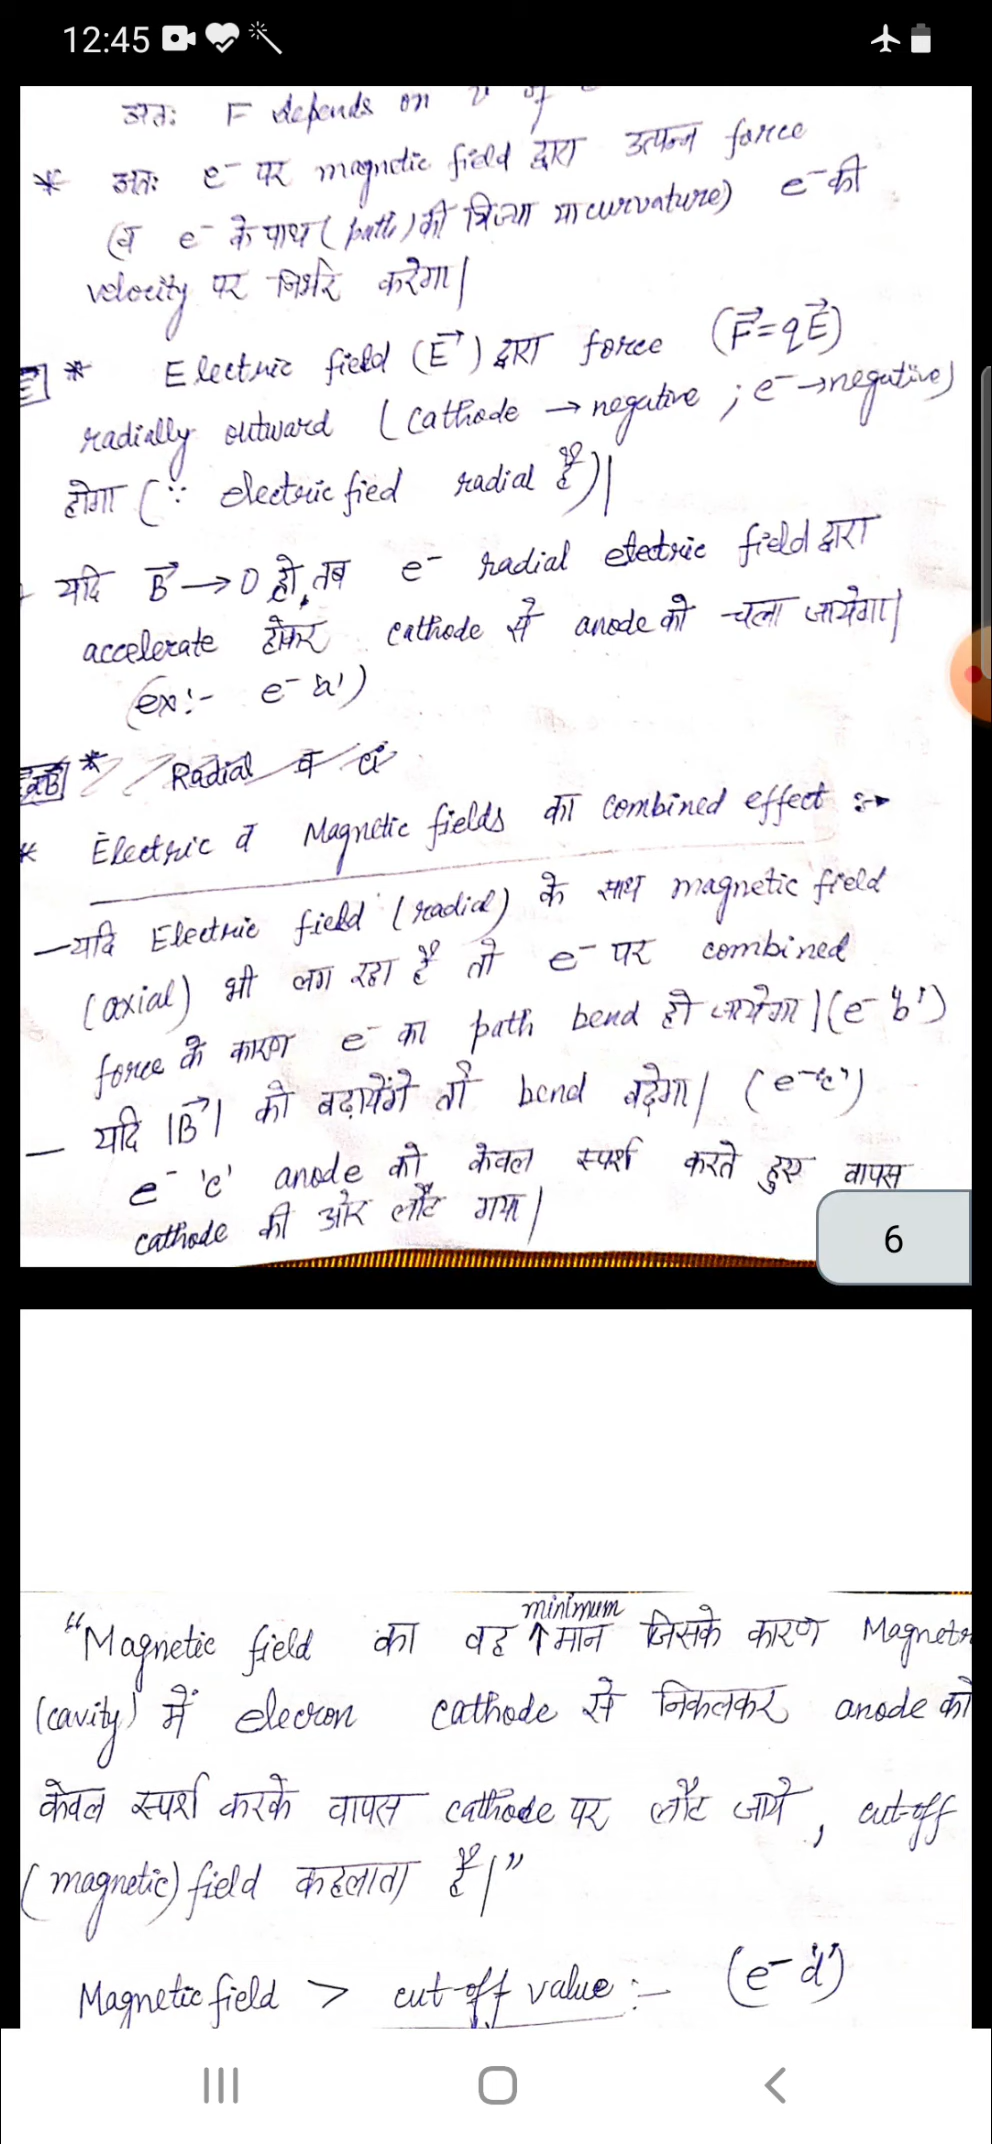 12:45
अतः F depends on v of
* अतः e⁻ पर magnetic field द्वारा उत्पन्न force
(व e⁻ के पाथ (path) की त्रिज्या या curvature) e⁻ की
velocity पर निर्भर करेगा|
E] * Electric field (E⃗) द्वारा force (F⃗=qE⃗)
radially outward (cathode → negative ; e⁻→negative)
होगा (∵ electric fied radial है)|
यदि B⃗ → 0 हो, तब e⁻ radial electric field द्वारा
accelerate होकर cathode से anode को चला जायेगा|
(ex:- e⁻ 'a')
* Radial व
* Electric व Magnetic fields का combined effect :→
—यदि Electric field (radial) के साथ magnetic field
(axial) भी लग रहा है तो e⁻ पर combined
force के कारण e⁻ का path bend हो जायेगा|(e⁻ 'b')
— यदि |B⃗| को बढ़ायेंगे तो bend बढ़ेगा| (e⁻'c')
e⁻ 'c' anode को केवल स्पर्श करते हुए वापस
cathode की ओर लौट गया|
6
minimum
“Magnetic field का वह ↑ मान जिसके कारण Magnetr
(cavity) में elecron cathode से निकलकर anode को
केवल स्पर्श करके वापस cathode पर लौट जाये, cut-off
(magnetic) field कहलाता है|”
Magnetic field > cut-off value :— (e⁻ 'd')